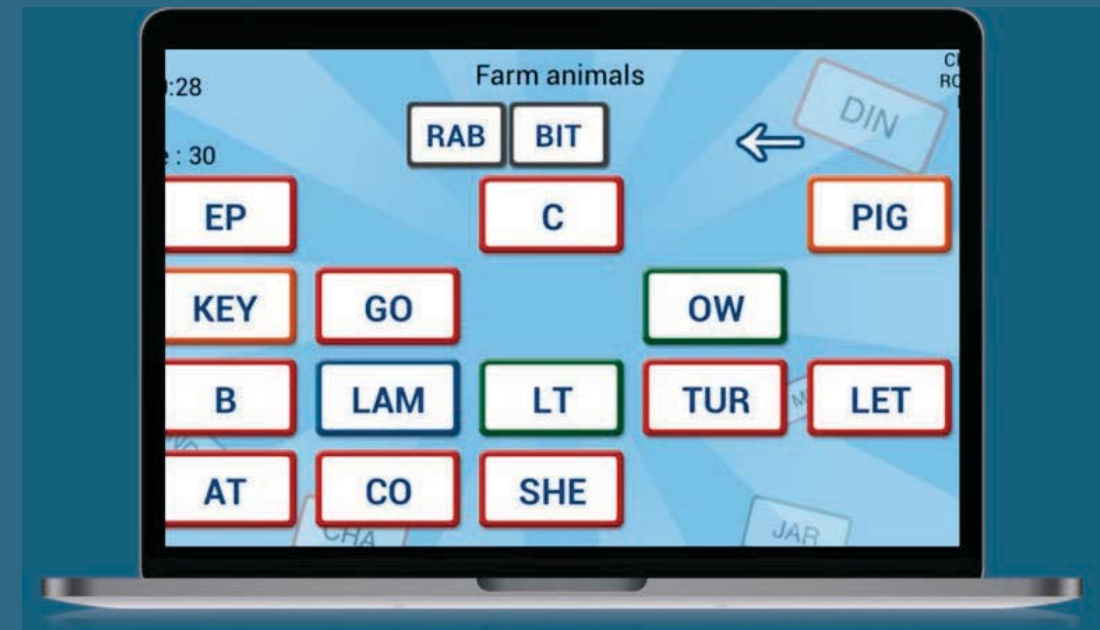 Farm animals
:28
DIN
RAB BIT
: 30
EP C PIG
KEY GO OW
B LAM LT TUR LET
AT CO SHE
CHA
JAR